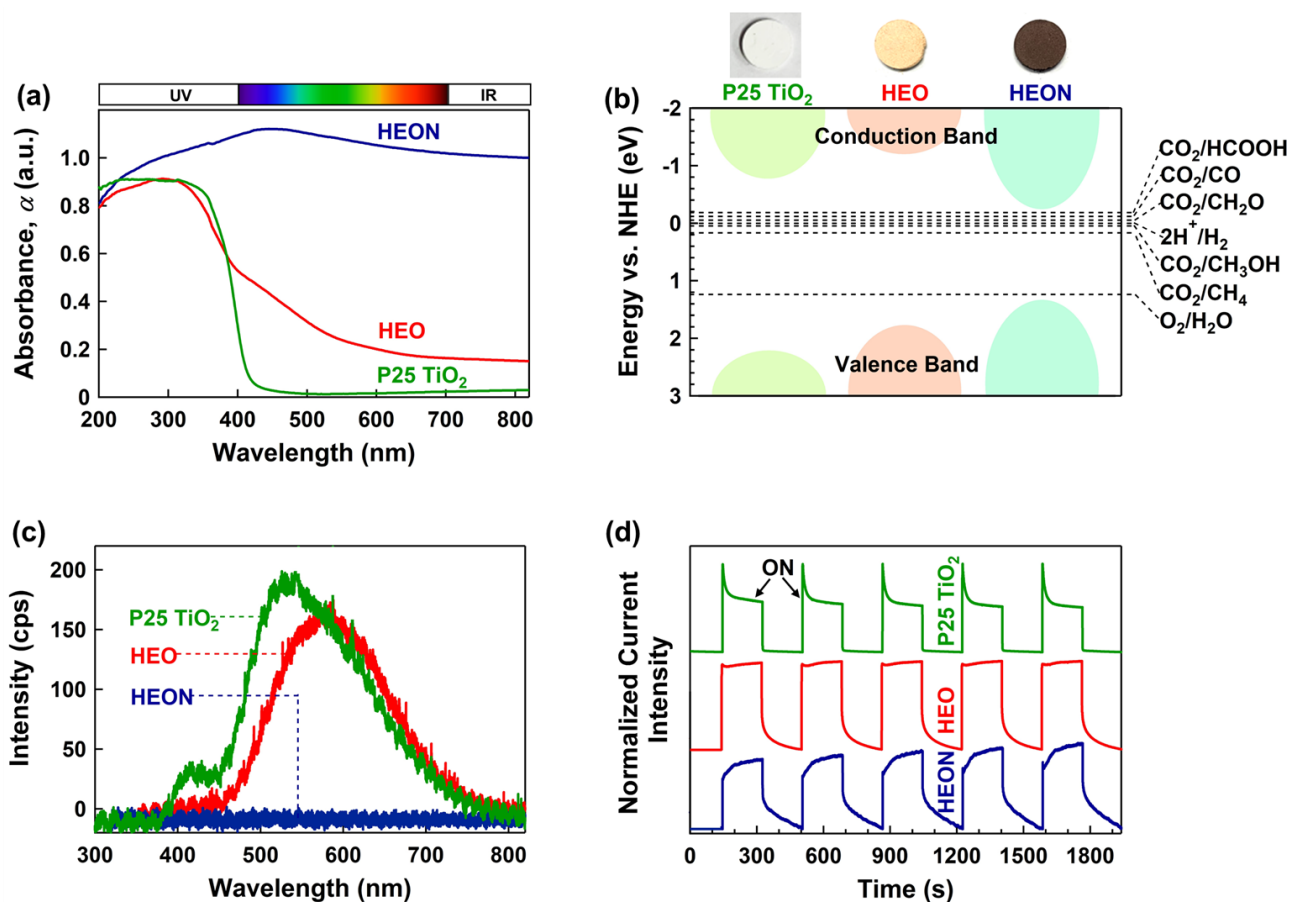 (a)
UV
IR
HEON
HEO
P25 TiO₂
Absorbance, α (a.u.)
1.0
0.8
0.6
0.4
0.2
0
200 300 400 500 600 700 800
Wavelength (nm)
(b)
P25 TiO₂ HEO HEON
Conduction Band
Valence Band
Energy vs. NHE (eV)
-2
-1
0
1
2
3
CO₂/HCOOH
CO₂/CO
CO₂/CH₂O
2H⁺/H₂
CO₂/CH₃OH
CO₂/CH₄
O₂/H₂O
(c)
P25 TiO₂
HEO
HEON
Intensity (cps)
200
150
100
50
0
300 400 500 600 700 800
Wavelength (nm)
(d)
ON
P25 TiO₂
HEO
HEON
Normalized Current
Intensity
0 300 600 900 1200 1500 1800
Time (s)